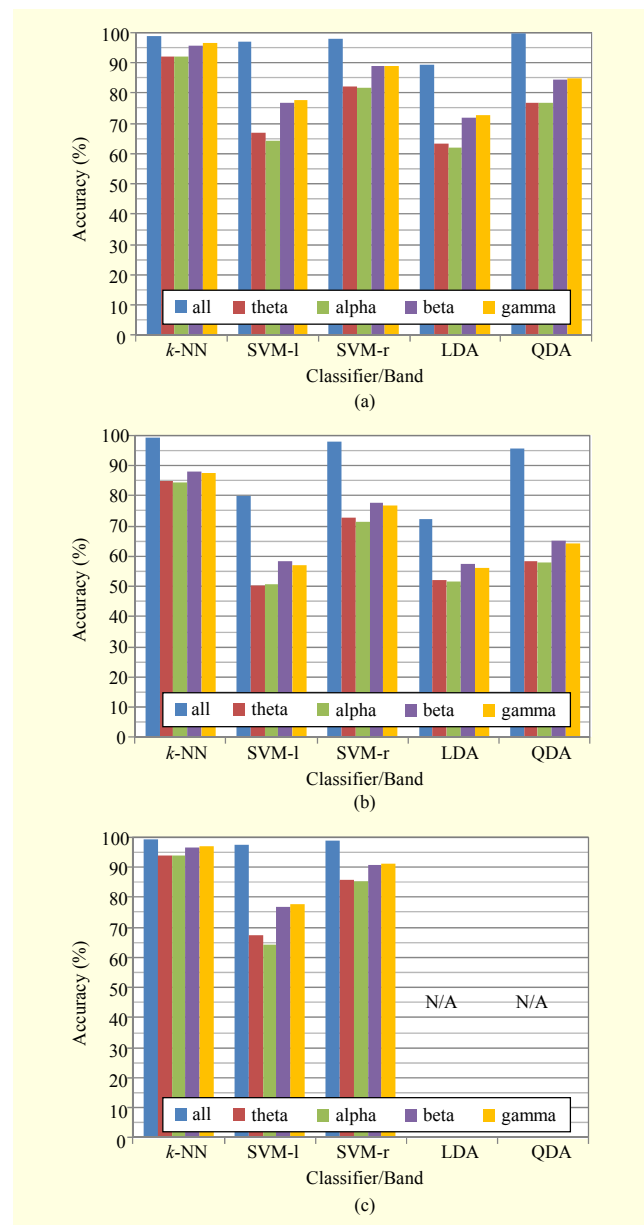 100
90
80
70
60
50
40
30
20
10
0
Accuracy (%)
all theta alpha beta gamma
k-NN SVM-l SVM-r LDA QDA
Classifier/Band
(a)
100
90
80
70
60
50
40
30
20
10
0
Accuracy (%)
all theta alpha beta gamma
k-NN SVM-l SVM-r LDA QDA
Classifier/Band
(b)
100
90
80
70
60
50
40
30
20
10
0
Accuracy (%)
N/A N/A
all theta alpha beta gamma
k-NN SVM-l SVM-r LDA QDA
Classifier/Band
(c)